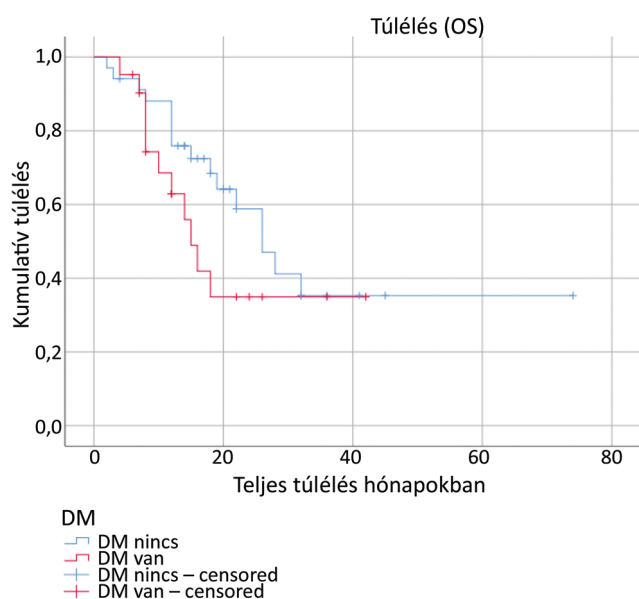 Túlélés (OS)
1,0
0,8
0,6
0,4
0,2
0,0
Kumulatív túlélés
0 20 40 60 80
Teljes túlélés hónapokban
DM
DM nincs
DM van
DM nincs – censored
DM van – censored